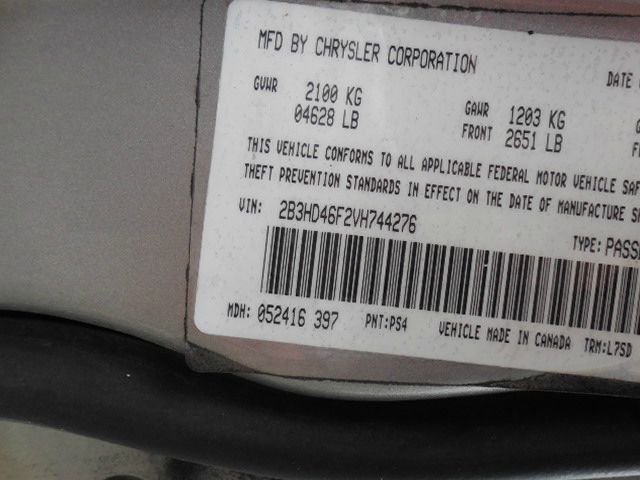 MFD BY CHRYSLER CORPORATION
DATE
GVWR 2100 KG
04628 LB
GAWR 1203 KG
FRONT 2651 LB
THIS VEHICLE CONFORMS TO ALL APPLICABLE FEDERAL MOTOR VEHICLE SAF
THEFT PREVENTION STANDARDS IN EFFECT ON THE DATE OF MANUFACTURE S
VIN: 2B3HD46F2VH744276
TYPE: PASS
MDH: 052416 397 PNT:PS4 VEHICLE MADE IN CANADA TRM:L7SD